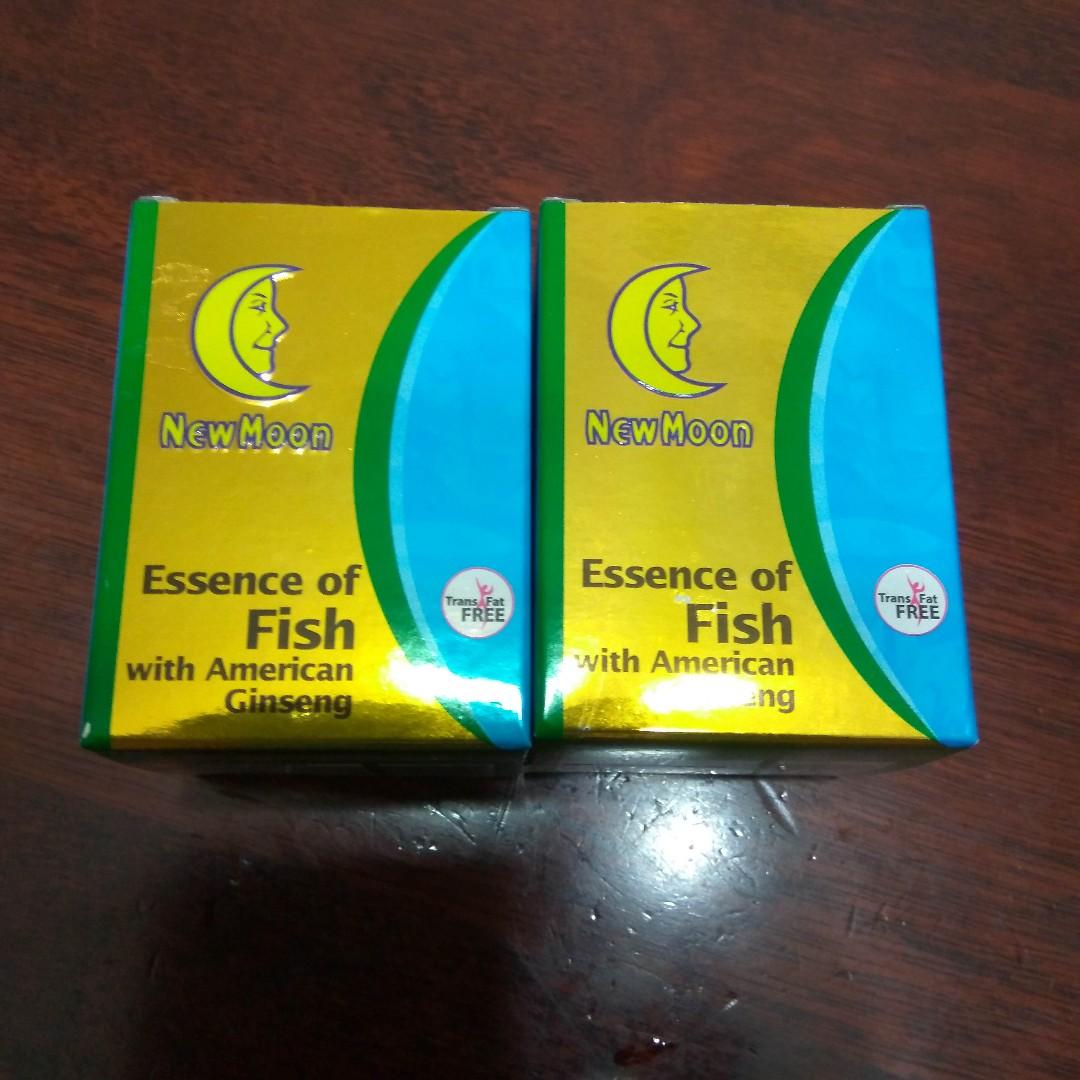 NewMoon
Essence of
Fish
with American
Ginseng
Trans Fat
FREE
NewMoon
Essence of
Fish
with American
Trans Fat
FREE